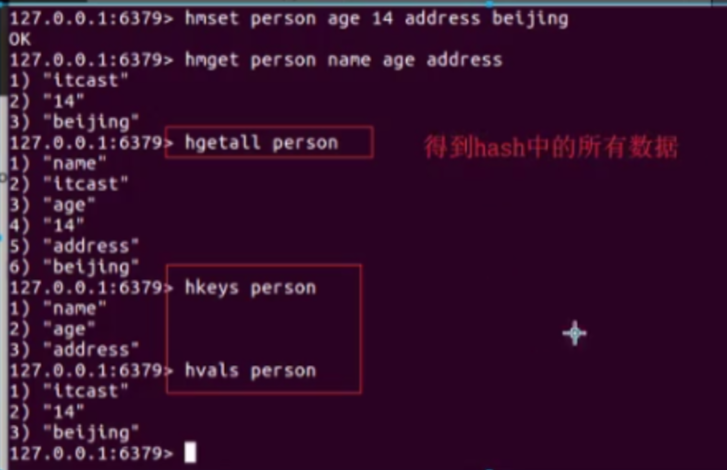 127.0.0.1:6379> hmset person age 14 address beijing
OK
127.0.0.1:6379> hmget person name age address
1) "itcast"
2) "14"
3) "beijing"
127.0.0.1:6379> hgetall person 得到hash中的所有数据
1) "name"
2) "itcast"
3) "age"
4) "14"
5) "address"
6) "beijing"
127.0.0.1:6379> hkeys person
1) "name"
2) "age"
3) "address"
127.0.0.1:6379> hvals person
1) "itcast"
2) "14"
3) "beijing"
127.0.0.1:6379>